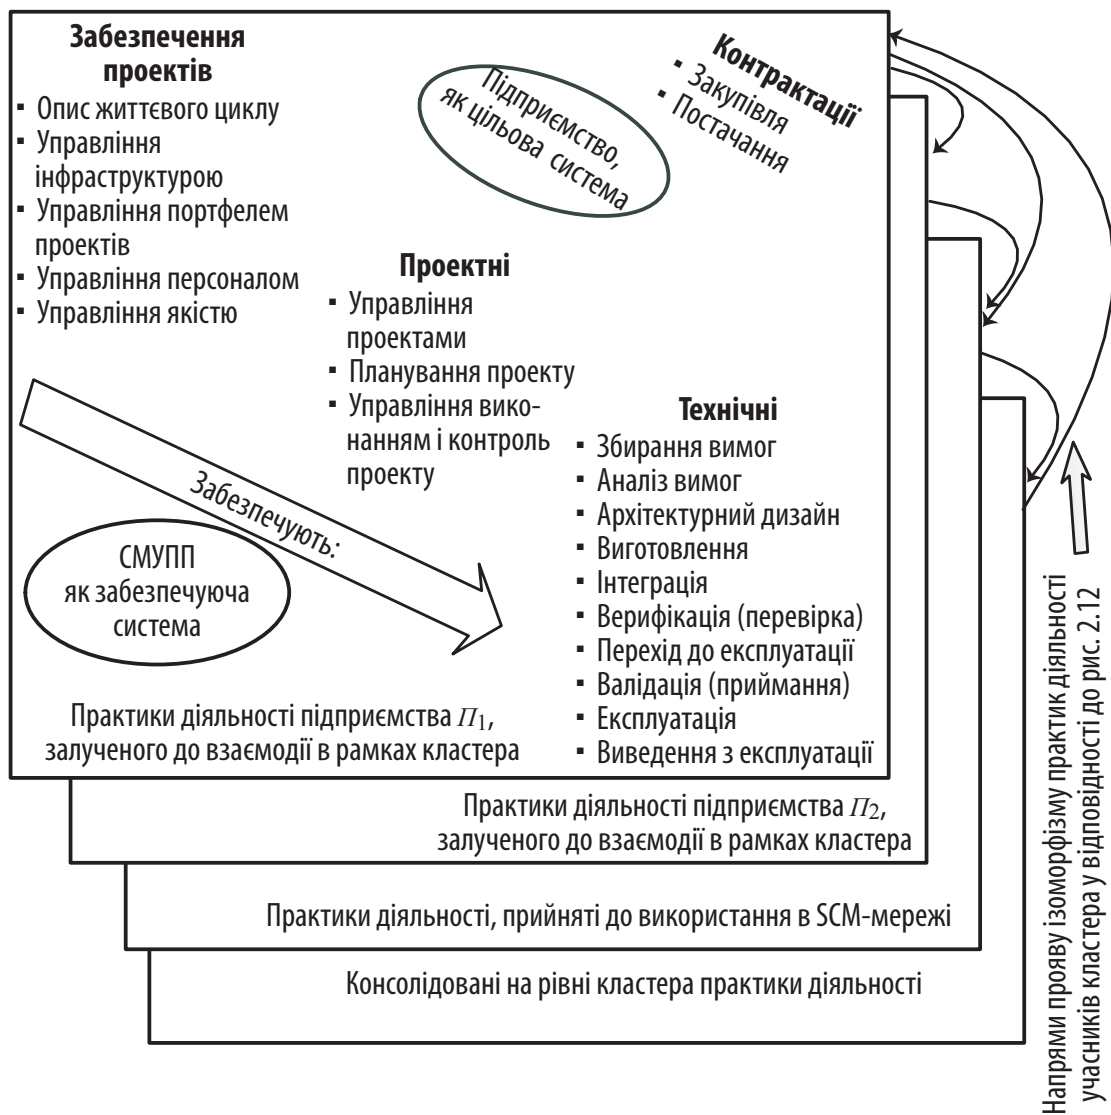 Забезпечення
проектів
▪ Опис життєвого циклу
▪ Управління
інфраструктурою
▪ Управління портфелем
проектів
▪ Управління персоналом
▪ Управління якістю
Підприємство,
як цільова система
Контрактації
▪ Закупівля
▪ Постачання
Проектні
▪ Управління
проектами
▪ Планування проекту
▪ Управління вико-
нанням і контроль
проекту
Технічні
▪ Збирання вимог
▪ Аналіз вимог
▪ Архітектурний дизайн
▪ Виготовлення
▪ Інтеграція
▪ Верифікація (перевірка)
▪ Перехід до експлуатації
▪ Валідація (приймання)
▪ Експлуатація
▪ Виведення з експлуатації
Забезпечують:
СМУПП
як забезпечуюча
система
Практики діяльності підприємства П1,
залученого до взаємодії в рамках кластера
Практики діяльності підприємства П2,
залученого до взаємодії в рамках кластера
Практики діяльності, прийняті до використання в SCM-мережі
Консолідовані на рівні кластера практики діяльності
Напрями прояву ізоморфізму практик діяльності
учасників кластера у відповідності до рис. 2.12